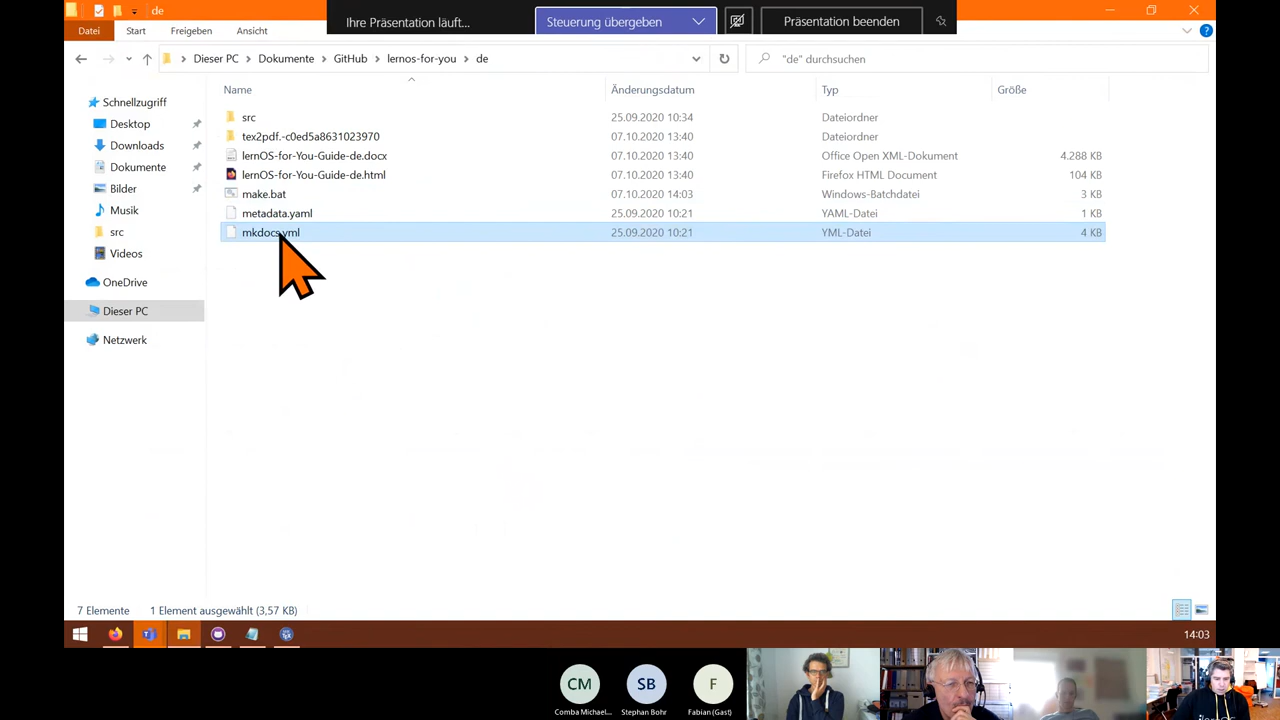 de
Ihre Präsentation läuft...
Steuerung übergeben
Präsentation beenden
Datei Start Freigeben Ansicht
Dieser PC Dokumente GitHub lernos-for-you de
"de" durchsuchen
Name Änderungsdatum Typ Größe
src 25.09.2020 10:34 Dateiordner
tex2pdf.-c0ed5a8631023970 07.10.2020 13:40 Dateiordner
lernOS-for-You-Guide-de.docx 07.10.2020 13:40 Office Open XML-Dokument 4.288 KB
lernOS-for-You-Guide-de.html 07.10.2020 13:40 Firefox HTML Document 104 KB
make.bat 07.10.2020 14:03 Windows-Batchdatei 3 KB
metadata.yaml 25.09.2020 10:21 YAML-Datei 1 KB
mkdocs.yml 25.09.2020 10:21 YML-Datei 4 KB
Schnellzugriff
Desktop
Downloads
Dokumente
Bilder
Musik
src
Videos
OneDrive
Dieser PC
Netzwerk
7 Elemente 1 Element ausgewählt (3,57 KB)
14:03
CM SB F
Comba Michael... Stephan Bohr Fabian (Gast)